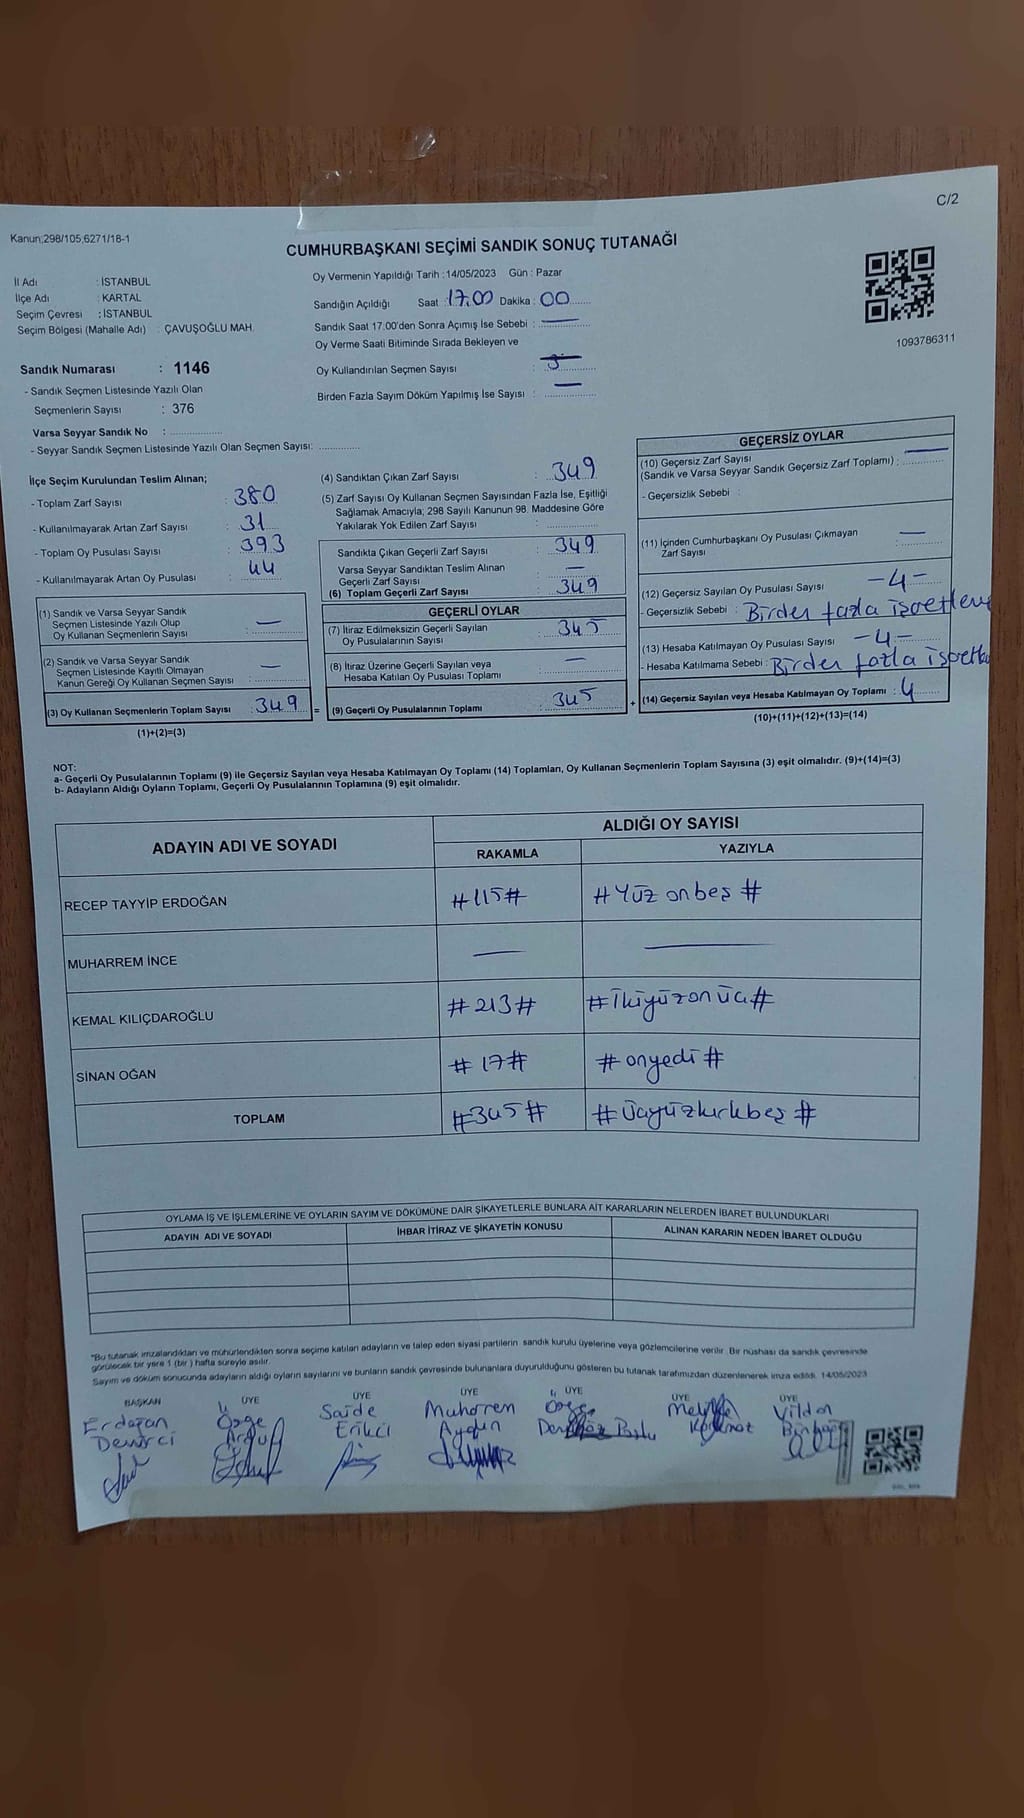 C/2
Kanun;298/105,6271/18-1
CUMHURBAŞKANI SEÇİMİ SANDIK SONUÇ TUTANAĞI
İl Adı : İSTANBUL
İlçe Adı : KARTAL
Seçim Çevresi : İSTANBUL
Seçim Bölgesi (Mahalle Adı) : ÇAVUŞOĞLU MAH.
Sandık Numarası : 1146
- Sandık Seçmen Listesinde Yazılı Olan
Seçmenlerin Sayısı : 376
Varsa Seyyar Sandık No :
- Seyyar Sandık Seçmen Listesinde Yazılı Olan Seçmen Sayısı:
Oy Vermenin Yapıldığı Tarih :14/05/2023 Gün : Pazar
Sandığın Açıldığı Saat : 17.00 Dakika : 00
Sandık Saat 17:00'den Sonra Açımış İse Sebebi : —
Oy Verme Saati Bitiminde Sırada Bekleyen ve
Oy Kullandırılan Seçmen Sayısı :
Birden Fazla Sayım Döküm Yapılmış İse Sayısı : —
1093786311
İlçe Seçim Kurulundan Teslim Alınan;
- Toplam Zarf Sayısı : 380
- Kullanılmayarak Artan Zarf Sayısı : 31
- Toplam Oy Pusulası Sayısı : 393
- Kullanılmayarak Artan Oy Pusulası : 44
(1) Sandık ve Varsa Seyyar Sandık
Seçmen Listesinde Yazılı Olup
Oy Kullanan Seçmenlerin Sayısı : —
(2) Sandık ve Varsa Seyyar Sandık
Seçmen Listesinde Kayıtlı Olmayan
Kanun Gereği Oy Kullanan Seçmen Sayısı : —
(3) Oy Kullanan Seçmenlerin Toplam Sayısı : 349 =
(1)+(2)=(3)
(4) Sandıktan Çıkan Zarf Sayısı : 349
(5) Zarf Sayısı Oy Kullanan Seçmen Sayısından Fazla İse, Eşitliği
Sağlamak Amacıyla; 298 Sayılı Kanunun 98. Maddesine Göre
Yakılarak Yok Edilen Zarf Sayısı :
Sandıkta Çıkan Geçerli Zarf Sayısı : 349
Varsa Seyyar Sandıktan Teslim Alınan
Geçerli Zarf Sayısı : —
(6) Toplam Geçerli Zarf Sayısı : 349
GEÇERLİ OYLAR
(7) İtiraz Edilmeksizin Geçerli Sayılan
Oy Pusulalarının Sayısı : 345
(8) İtiraz Üzerine Geçerli Sayılan veya
Hesaba Katılan Oy Pusulası Toplamı : —
(9) Geçerli Oy Pusulalarının Toplamı : 345 +
GEÇERSİZ OYLAR
(10) Geçersiz Zarf Sayısı
(Sandık ve Varsa Seyyar Sandık Geçersiz Zarf Toplamı) : —
- Geçersizlik Sebebi :
(11) İçinden Cumhurbaşkanı Oy Pusulası Çıkmayan
Zarf Sayısı : —
(12) Geçersiz Sayılan Oy Pusulası Sayısı : -4-
- Geçersizlik Sebebi : Birden fazla
(13) Hesaba Katılmayan Oy Pusulası Sayısı : -4-
- Hesaba Katılmama Sebebi : Birden fazla
(14) Geçersiz Sayılan veya Hesaba Katılmayan Oy Toplamı : 4
(10)+(11)+(12)+(13)=(14)
NOT:
a- Geçerli Oy Pusulalarının Toplamı (9) ile Geçersiz Sayılan veya Hesaba Katılmayan Oy Toplamı (14) Toplamları, Oy Kullanan Seçmenlerin Toplam Sayısına (3) eşit olmalıdır. (9)+(14)=(3)
b- Adayların Aldığı Oyların Toplamı, Geçerli Oy Pusulalarının Toplamına (9) eşit olmalıdır.
ADAYIN ADI VE SOYADI
ALDIĞI OY SAYISI
RAKAMLA YAZIYLA
RECEP TAYYİP ERDOĞAN #115# #Yüz onbeş#
MUHARREM İNCE — —
KEMAL KILIÇDAROĞLU #213# #İkiyüzonüç#
SİNAN OĞAN #17# #onyedi#
TOPLAM #345# #Üçyüzkırkbeş#
OYLAMA İŞ VE İŞLEMLERİNE VE OYLARIN SAYIM VE DÖKÜMÜNE DAİR ŞİKAYETLERLE BUNLARA AİT KARARLARIN NELERDEN İBARET BULUNDUKLARI
ADAYIN ADI VE SOYADI İHBAR İTİRAZ VE ŞİKAYETİN KONUSU ALINAN KARARIN NEDEN İBARET OLDUĞU
"Bu tutanak imzalandıktan ve mühürlendikten sonra seçime katılan adayların ve talep eden siyasi partilerin sandık kurulu üyelerine veya gözlemcilerine verilir. Bir nüshası da sandık çevresinde
görülecek bir yere 1 (bir) hafta süreyle asılır.
Sayım ve döküm sonucunda adayların aldığı oyların sayılarını ve bunların sandık çevresinde bulunanlara duyurulduğunu gösteren bu tutanak tarafımızdan düzenlenerek imza edildi. 14/05/2023
BAŞKAN ÜYE ÜYE ÜYE ÜYE ÜYE ÜYE
Erdoğan Özge Saide Muharrem Özge Vildan
Demirci Erikci Aydın